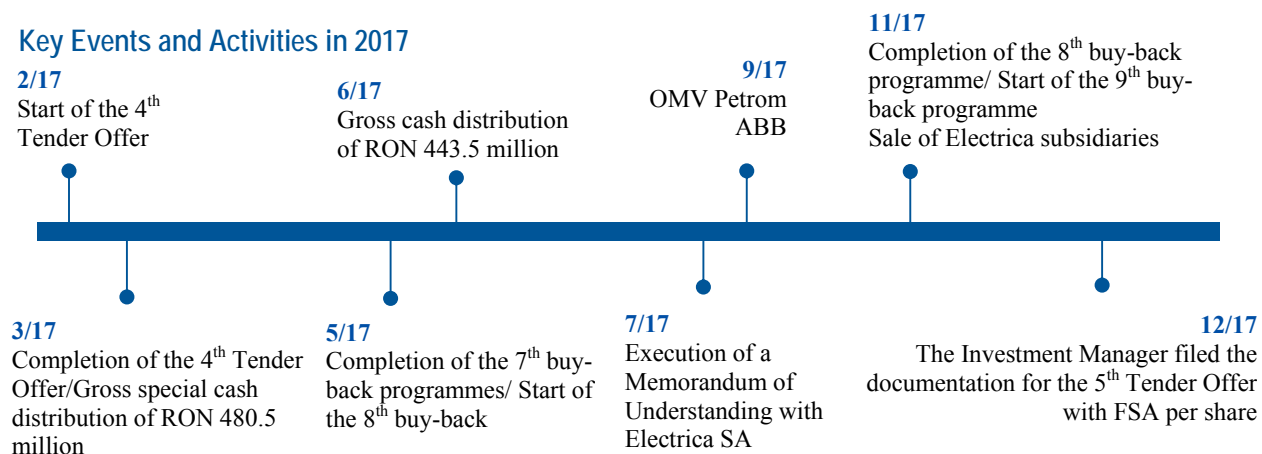 Key Events and Activities in 2017
2/17
Start of the 4th
Tender Offer
3/17
Completion of the 4th Tender
Offer/Gross special cash
distribution of RON 480.5
million
5/17
Completion of the 7th buy-
back programmes/ Start of
the 8th buy-back
6/17
Gross cash distribution
of RON 443.5 million
7/17
Execution of a
Memorandum of
Understanding with
Electrica SA
9/17
OMV Petrom
ABB
11/17
Completion of the 8th buy-back
programme/ Start of the 9th buy-
back programme
Sale of Electrica subsidiaries
12/17
The Investment Manager filed the
documentation for the 5th Tender Offer
with FSA per share